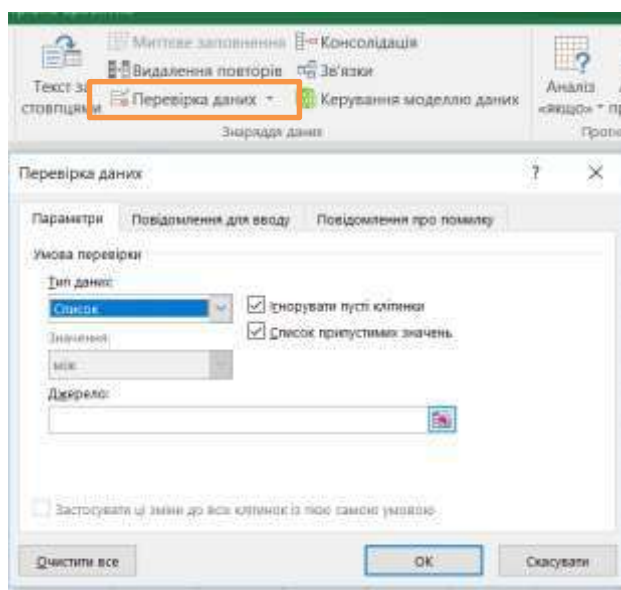 Миттєве заповнення Консолідація
Видалення повторів Зв'язки
Текст за стовпцями
Перевірка даних Керування моделлю даних
Аналіз «якщо»
Знаряддя даних
Перевірка даних ? ×
Параметри Повідомлення для вводу Повідомлення про помилку
Умова перевірки
Тип даних:
Список Ігнорувати пусті клітинки
Значення: Список припустимих значень
між
Джерело:
Застосувати ці зміни до всіх клітинок із тією самою умовою
Очистити все ОК Скасувати